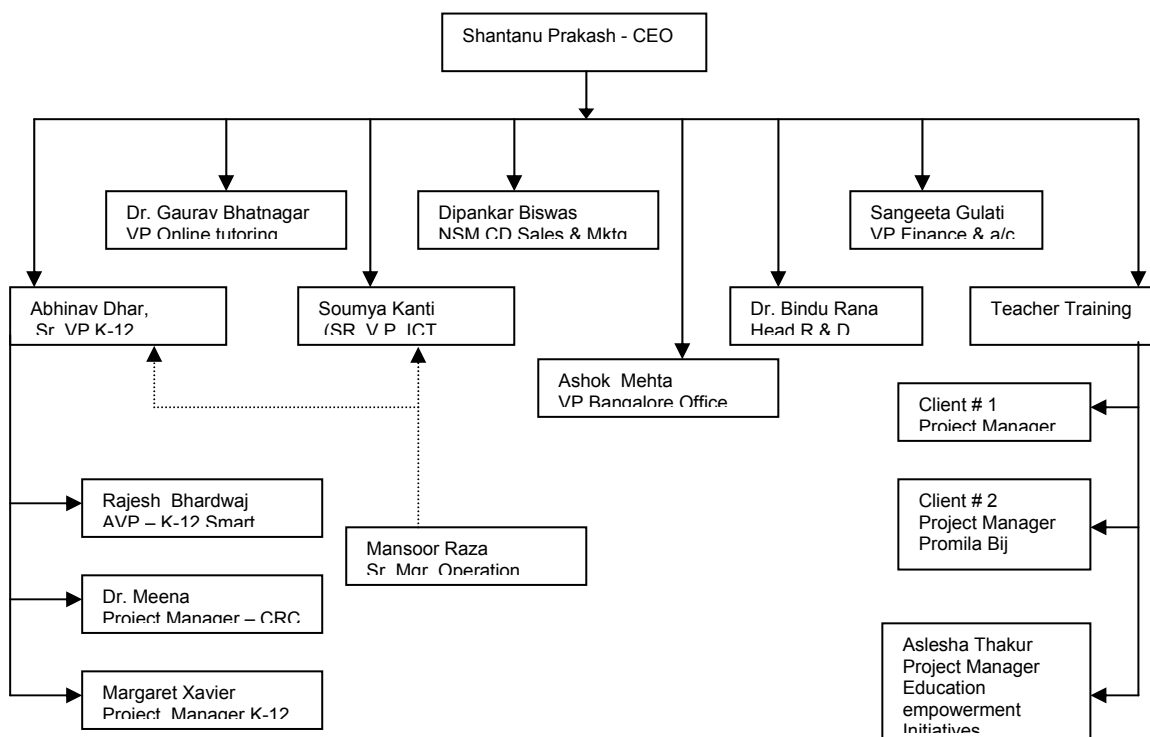 Shantanu Prakash - CEO
Dr. Gaurav Bhatnagar
VP Online tutoring
Dipankar Biswas
NSM CD Sales & Mktg
Sangeeta Gulati
VP Finance & a/c
Abhinav Dhar,
Sr. VP K-12
Soumya Kanti
(SR. V.P. ICT
Dr. Bindu Rana
Head R & D
Teacher Training
Ashok Mehta
VP Bangalore Office
Client # 1
Project Manager
Rajesh Bhardwaj
AVP – K-12 Smart
Mansoor Raza
Sr. Mgr. Operation
Client # 2
Project Manager
Promila Bij
Dr. Meena
Project Manager – CRC
Margaret Xavier
Project Manager K-12
Aslesha Thakur
Project Manager
Education
empowerment
Initiatives